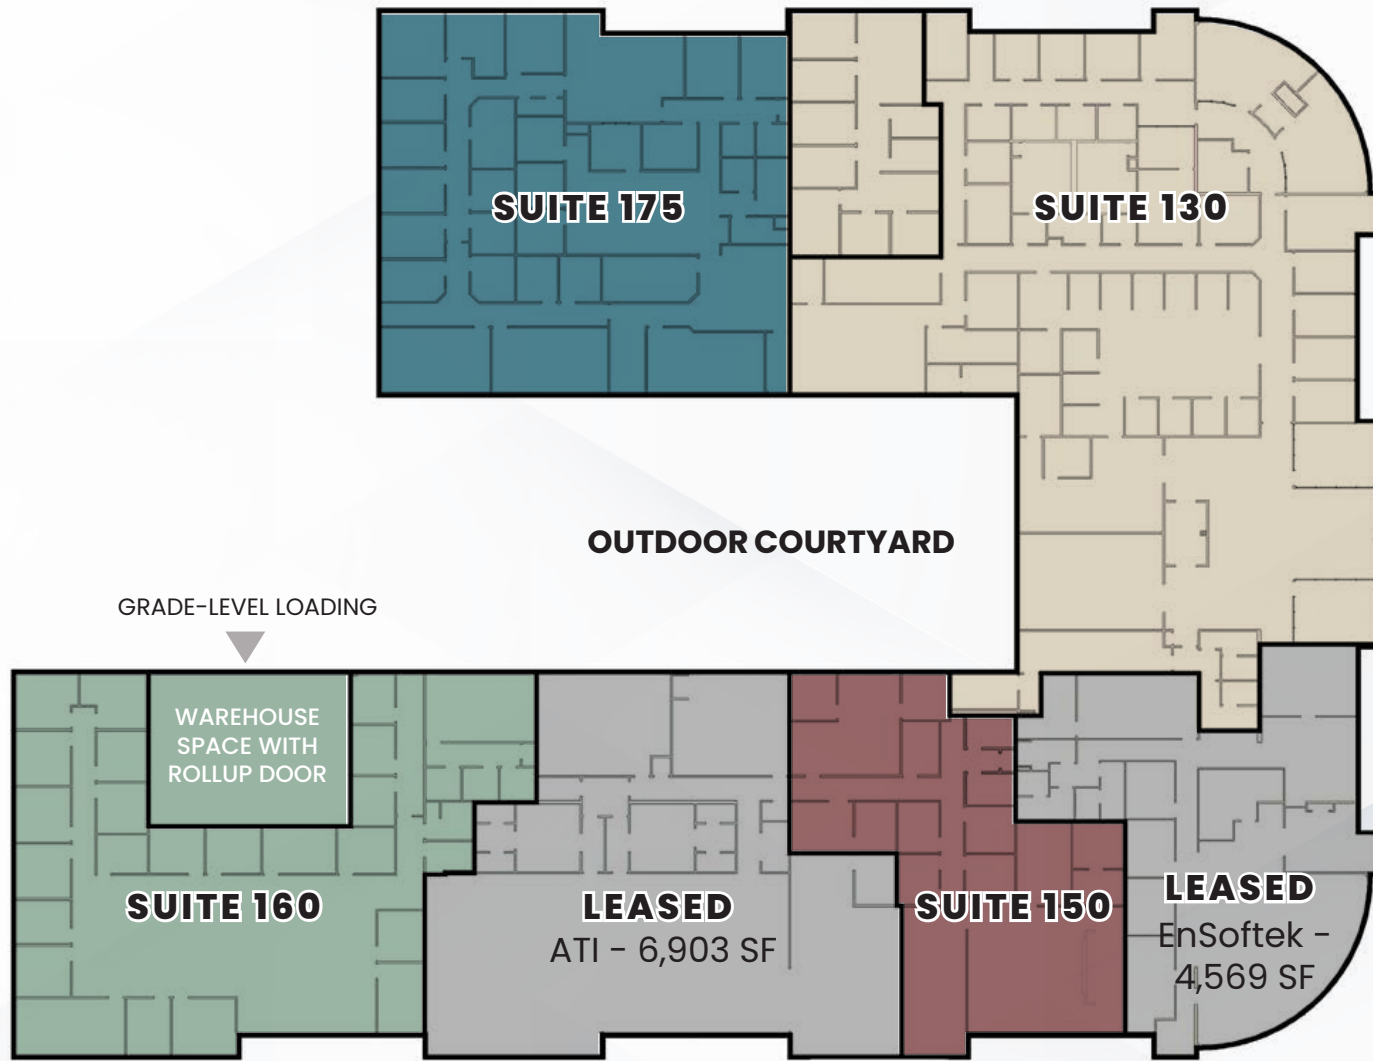 SUITE 175
SUITE 130
OUTDOOR COURTYARD
GRADE-LEVEL LOADING
WAREHOUSE
SPACE WITH
ROLLUP DOOR
SUITE 160
LEASED
ATI - 6,903 SF
SUITE 150
LEASED
EnSoftek -
4,569 SF